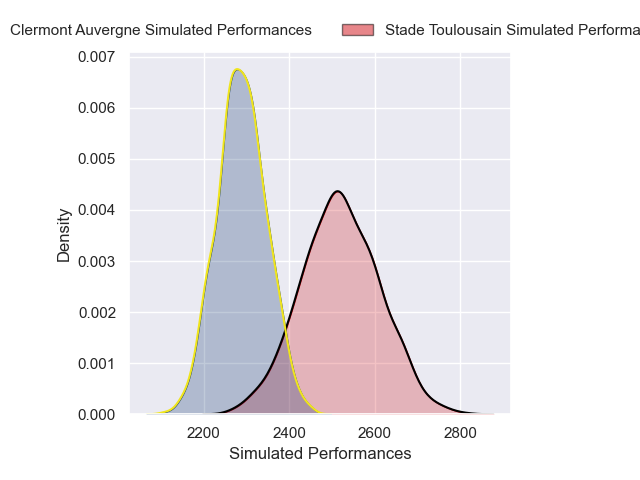 Clermont Auvergne Simulated Performances Stade Toulousain Simulated Performa
0.007
0.006
0.005
0.004
0.003
0.002
0.001
0.000
Density
2200 2400 2600 2800
Simulated Performances